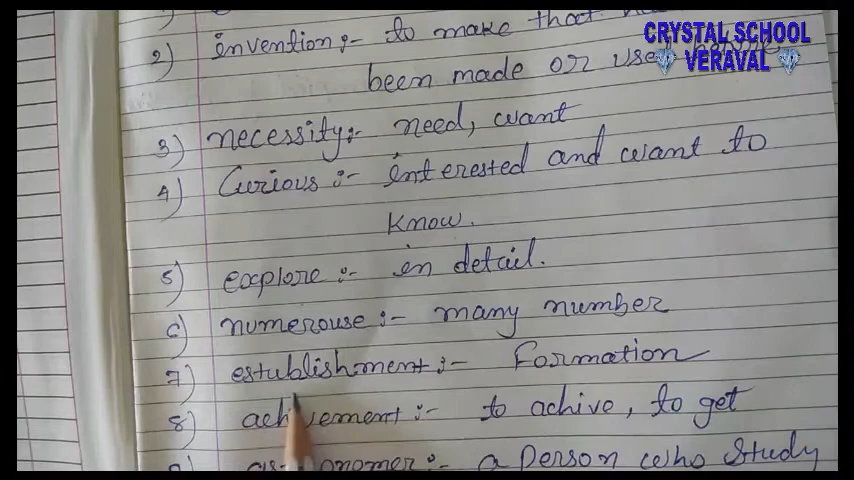 CRYSTAL SCHOOL
VERAVAL
2) invention :- to make that
been made or used before
3) necessity :- need, want
4) Curious :- interested and want to
know.
5) explore :- in detail.
6) numerouse :- many number
7) establishment :- Formation
8) achivement :- to achive, to get
a person who study